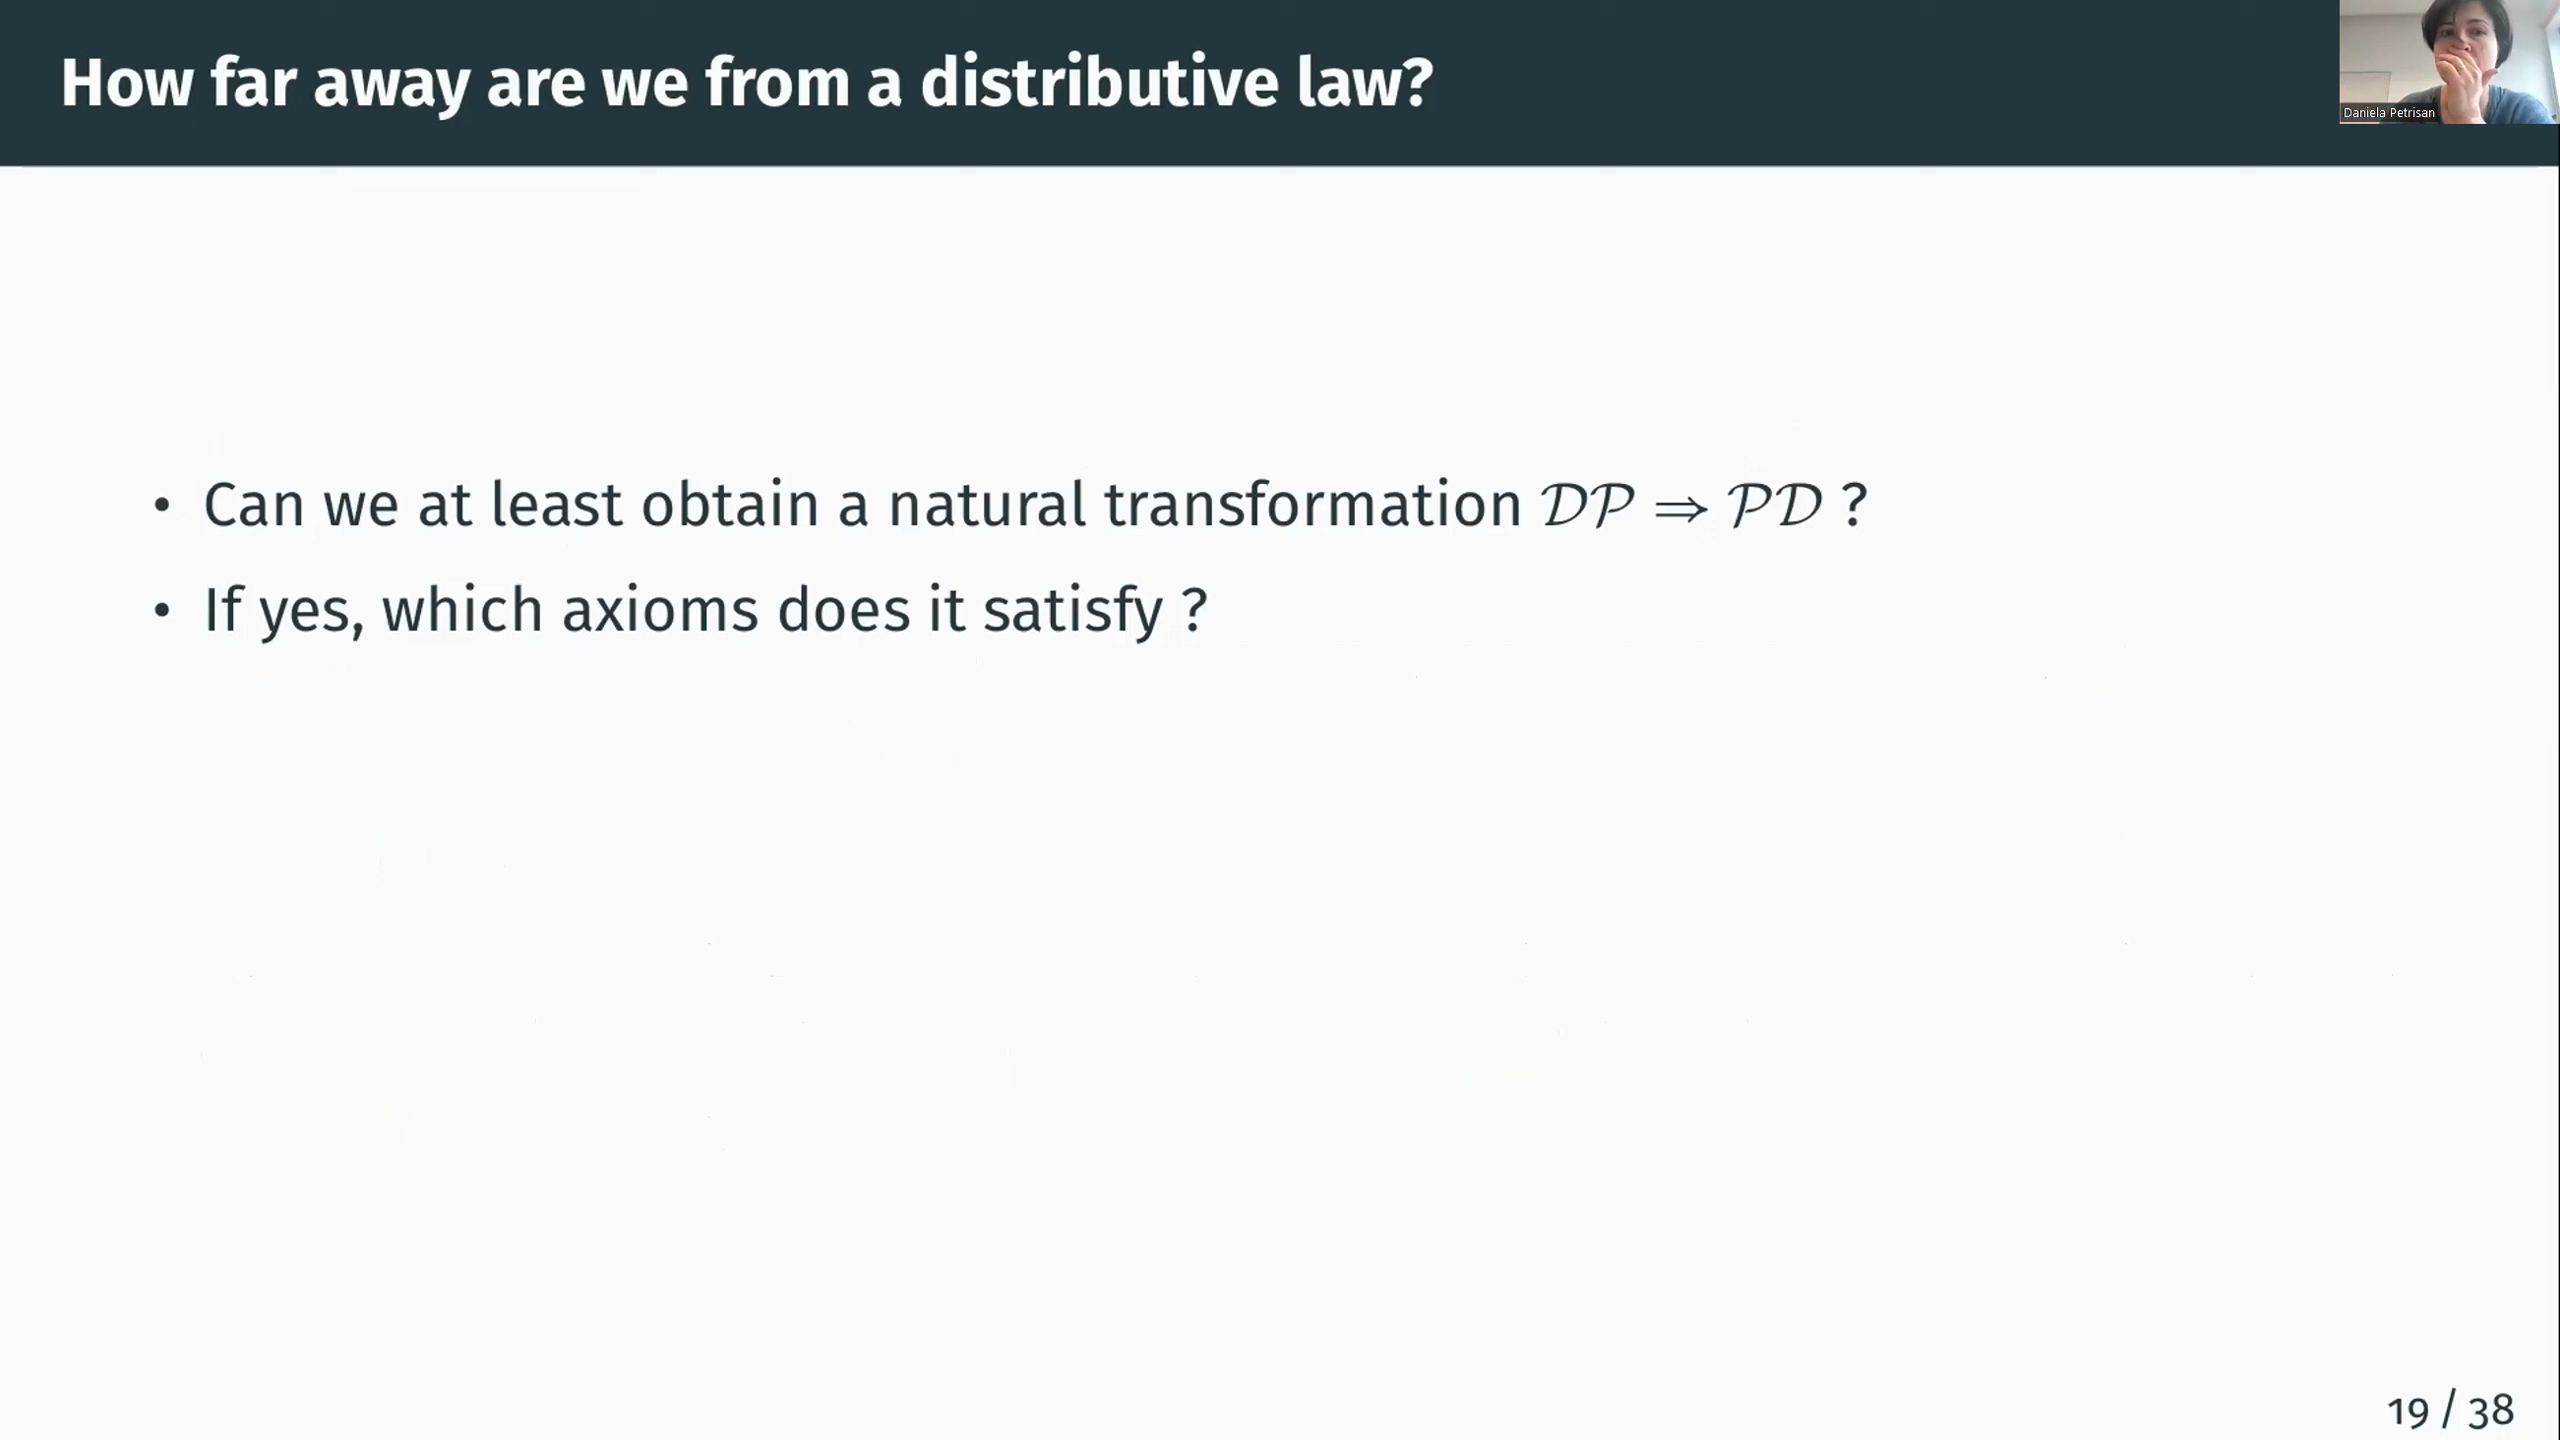 How far away are we from a distributive law?
Daniela Petrisan
• Can we at least obtain a natural transformation 𝒟𝒫 ⇒ 𝒫𝒟 ?
• If yes, which axioms does it satisfy ?
19 / 38